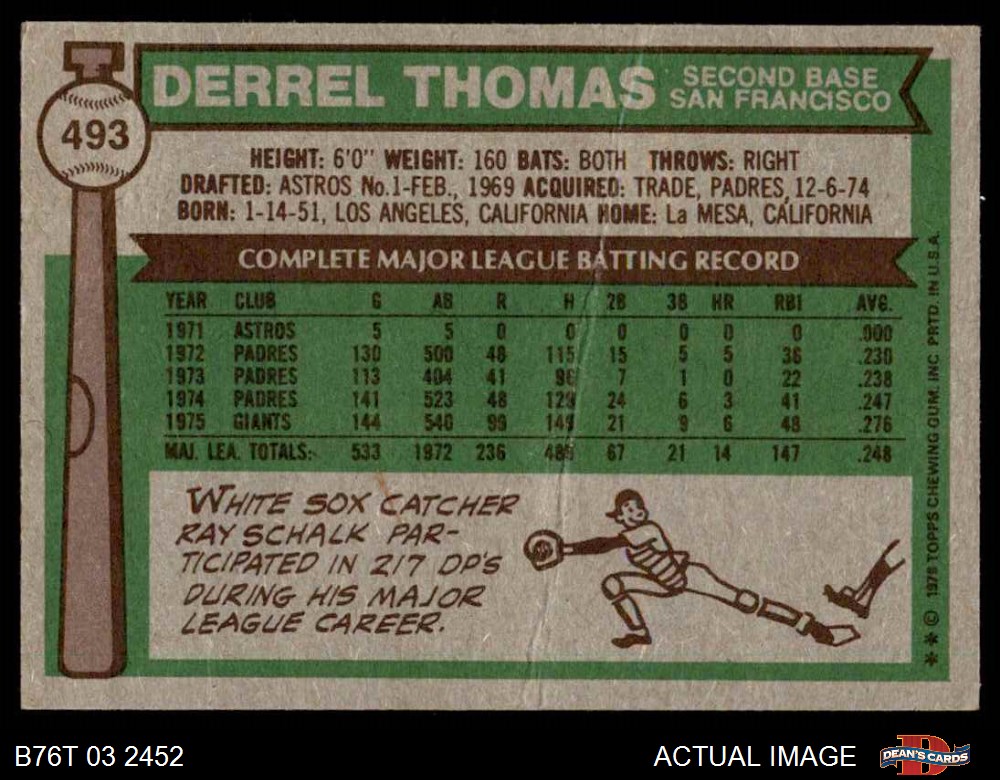 493
DERREL THOMAS SECOND BASE
SAN FRANCISCO
HEIGHT: 6'0" WEIGHT: 160 BATS: BOTH THROWS: RIGHT
DRAFTED: ASTROS No.1-FEB., 1969 ACQUIRED: TRADE, PADRES, 12-6-74
BORN: 1-14-51, LOS ANGELES, CALIFORNIA HOME: La MESA, CALIFORNIA
COMPLETE MAJOR LEAGUE BATTING RECORD
YEAR CLUB G AB R H 2B 3B HR RBI AVG.
1971 ASTROS 5 5 0 0 0 0 0 0 .000
1972 PADRES 130 500 48 115 15 5 5 36 .230
1973 PADRES 113 404 41 96 7 1 0 22 .238
1974 PADRES 141 523 48 129 24 6 3 41 .247
1975 GIANTS 144 540 99 149 21 9 6 48 .276
MAJ. LEA. TOTALS: 533 1972 236 489 67 21 14 147 .248
WHITE SOX CATCHER
RAY SCHALK PAR-
TICIPATED IN 217 DP'S
DURING HIS MAJOR
LEAGUE CAREER.
* * © 1976 TOPPS CHEWING GUM, INC. PRTD. IN U.S.A.
B76T 03 2452
ACTUAL IMAGE
DEAN'S CARDS